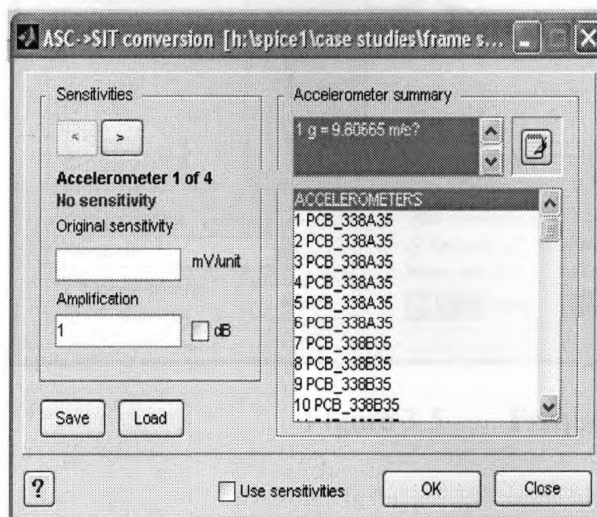 ASC->SIT conversion [h:\spice1\case studies\frame s...
Sensitivities
< >
Accelerometer 1 of 4
No sensitivity
Original sensitivity
mV/unit
Amplification
1
dB
Save
Load
Accelerometer summary
1 g = 9.80665 m/s?
ACCELEROMETERS
1 PCB_338A35
2 PCB_338A35
3 PCB_338A35
4 PCB_338A35
5 PCB_338A35
6 PCB_338A35
7 PCB_338B35
8 PCB_338B35
9 PCB_338B35
10 PCB_338B35
?
Use sensitivities
OK
Close